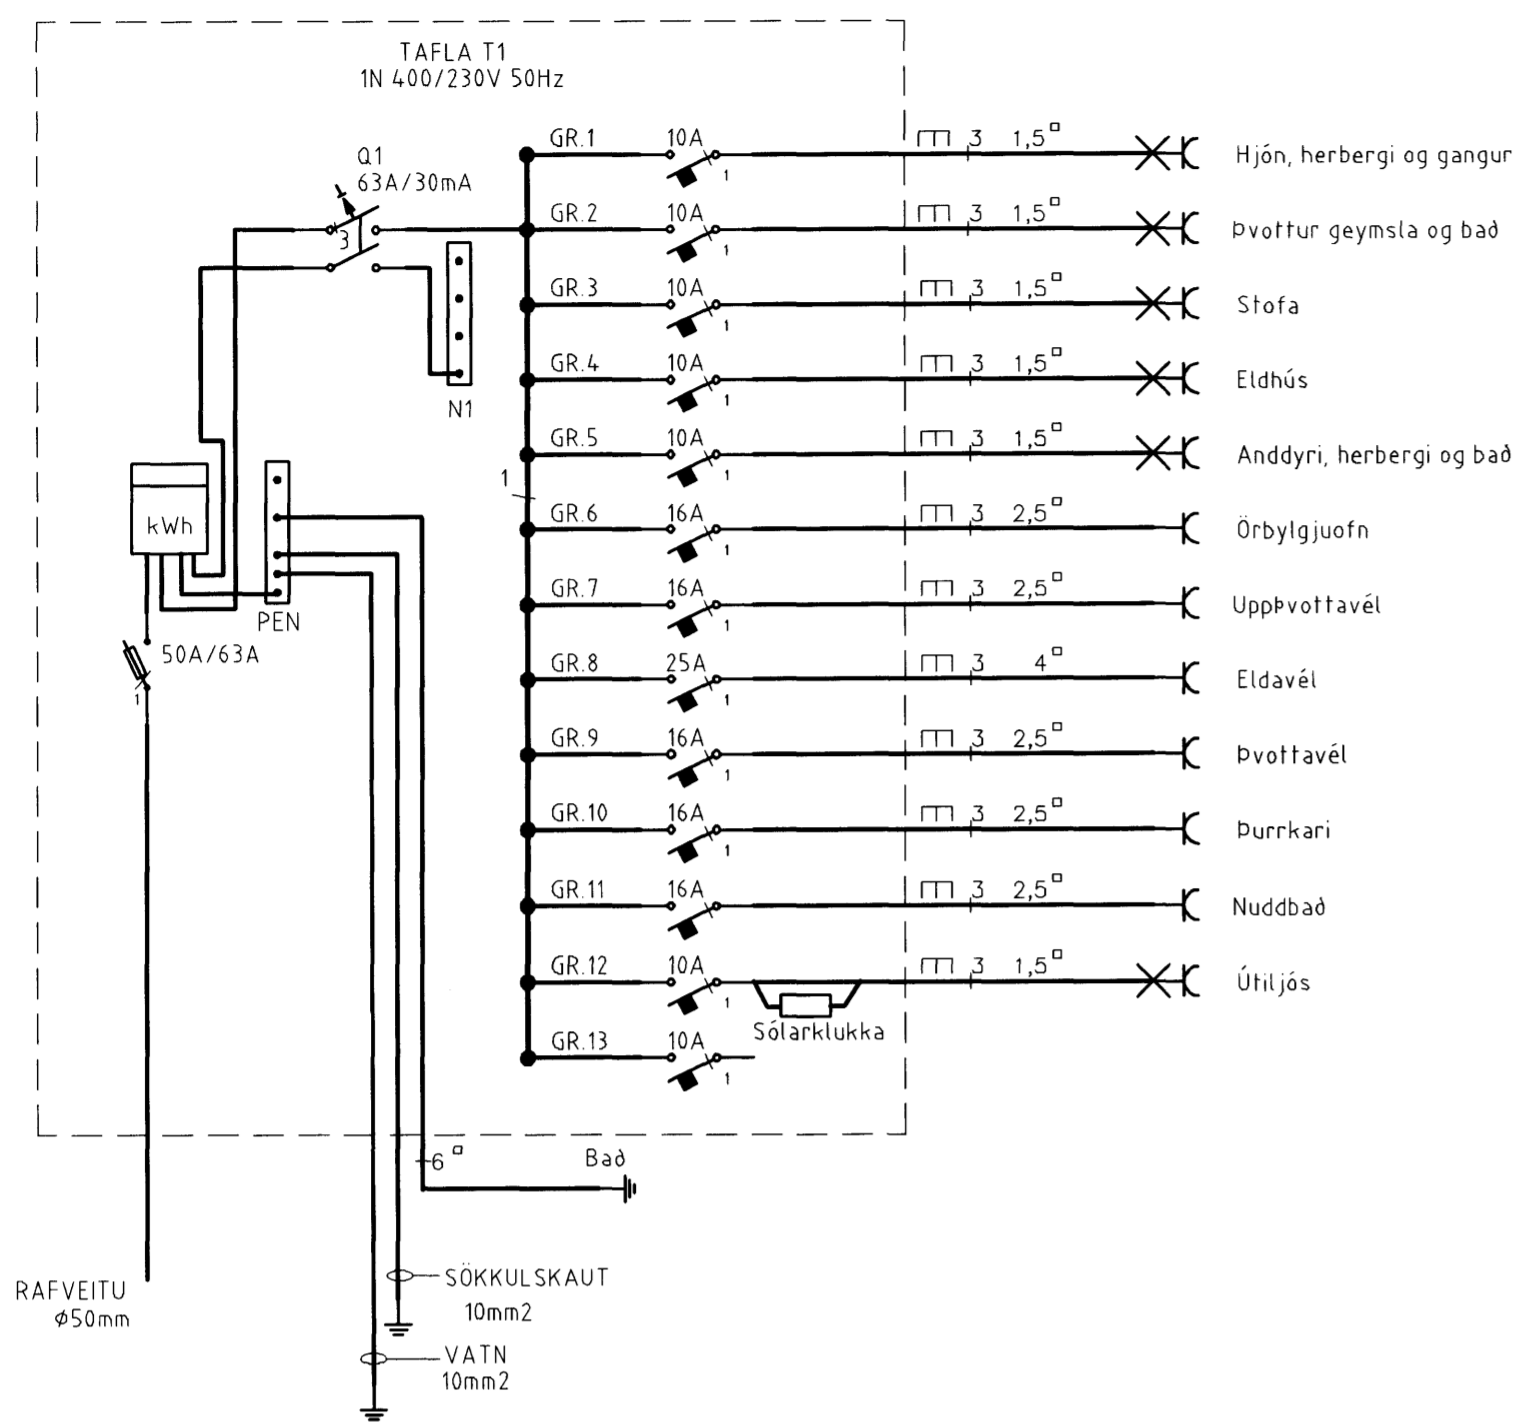 TAFLA T1
1N 400/230V 50Hz
Q1
63A/30mA
3
N1
kWh
PEN
50A/63A
1
1
GR.1 10A 1 3 1,5□ Hjón, herbergi og gangur
GR.2 10A 1 3 1,5□ Þvottur geymsla og bað
GR.3 10A 1 3 1,5□ Stofa
GR.4 10A 1 3 1,5□ Eldhús
GR.5 10A 1 3 1,5□ Anddyri, herbergi og bað
GR.6 16A 1 3 2,5□ Örbylgjuofn
GR.7 16A 1 3 2,5□ Uppþvottavél
GR.8 25A 1 3 4□ Eldavél
GR.9 16A 1 3 2,5□ Þvottavél
GR.10 16A 1 3 2,5□ Þurrkari
GR.11 16A 1 3 2,5□ Nuddbað
GR.12 10A 1 3 1,5□ Útiljós
Sólarklukka
GR.13 10A 1
6□ Bað
RAFVEITU
ø50mm
SÖKKULSKAUT
10mm2
VATN
10mm2